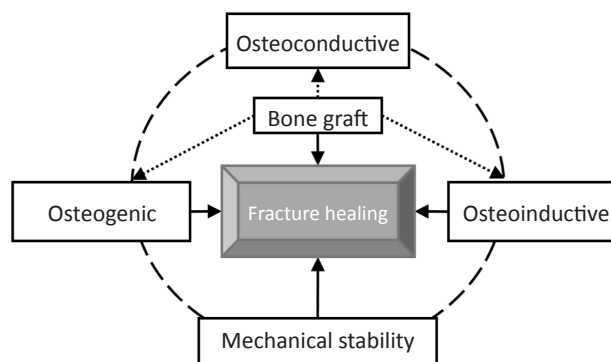 Osteoconductive
Bone graft
Osteogenic
Fracture healing
Osteoinductive
Mechanical stability